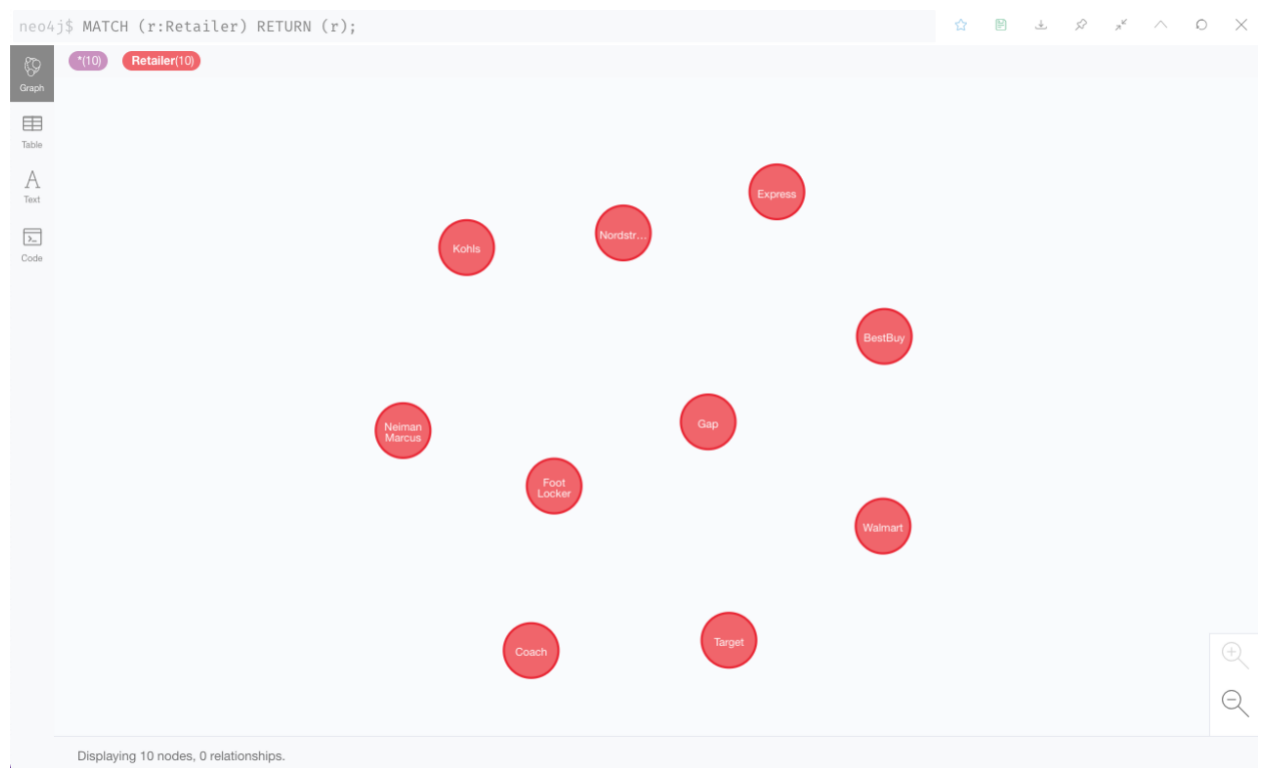 neo4j$ MATCH (r:Retailer) RETURN (r);
*(10) Retailer(10)
Graph
Table
Text
Code
Express
Nordstr...
Kohls
BestBuy
Gap
Neiman
Marcus
Foot
Locker
Walmart
Target
Coach
Displaying 10 nodes, 0 relationships.